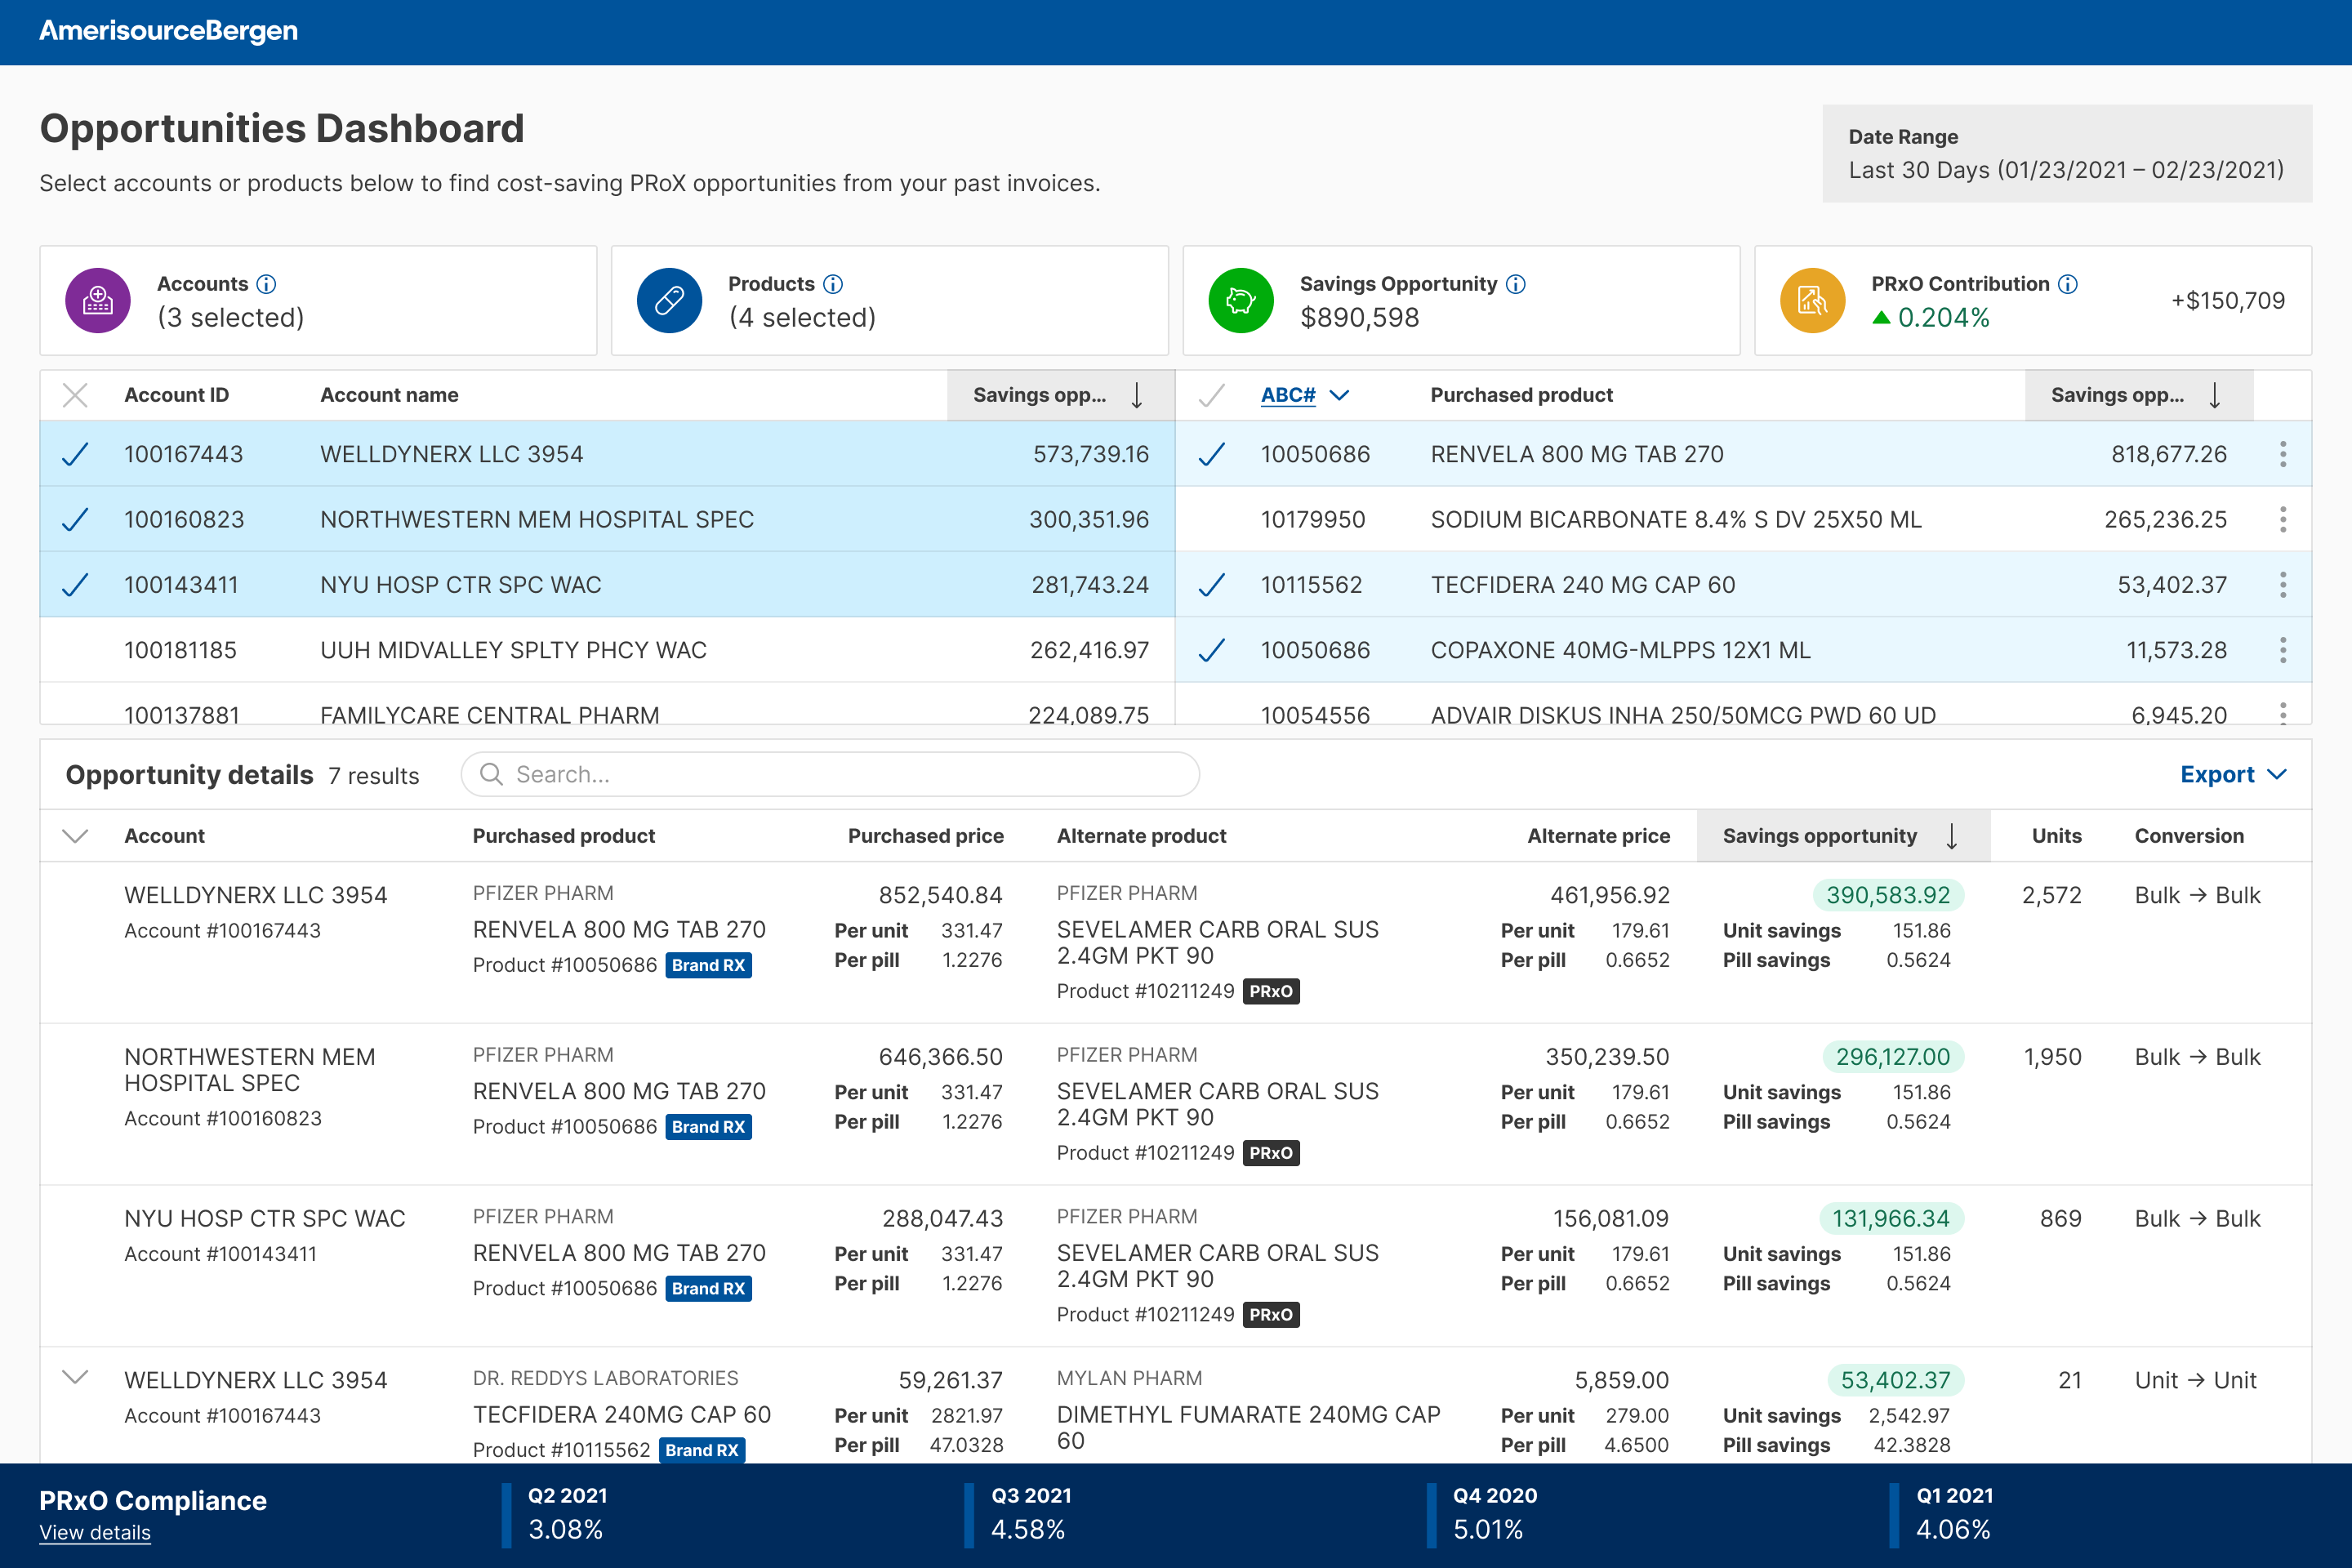 AmerisourceBergen
Opportunities Dashboard
Select accounts or products below to find cost-saving PRoX opportunities from your past invoices.
Date Range
Last 30 Days (01/23/2021 – 02/23/2021)
Accounts
(3 selected)
Products
(4 selected)
Savings Opportunity
$890,598
PRxO Contribution
0.204%
+$150,709
Account ID Account name Savings opp... ↓
100167443 WELLDYNERX LLC 3954 573,739.16
100160823 NORTHWESTERN MEM HOSPITAL SPEC 300,351.96
100143411 NYU HOSP CTR SPC WAC 281,743.24
100181185 UUH MIDVALLEY SPLTY PHCY WAC 262,416.97
100137881 FAMILYCARE CENTRAL PHARM 224,089.75
ABC# Purchased product Savings opp... ↓
10050686 RENVELA 800 MG TAB 270 818,677.26
10179950 SODIUM BICARBONATE 8.4% S DV 25X50 ML 265,236.25
10115562 TECFIDERA 240 MG CAP 60 53,402.37
10050686 COPAXONE 40MG-MLPPS 12X1 ML 11,573.28
10054556 ADVAIR DISKUS INHA 250/50MCG PWD 60 UD 6,945.20
Opportunity details 7 results
Search...
Export
Account Purchased product Purchased price Alternate product Alternate price Savings opportunity ↓ Units Conversion
WELLDYNERX LLC 3954
Account #100167443
PFIZER PHARM
RENVELA 800 MG TAB 270
Product #10050686 Brand RX
852,540.84
Per unit 331.47
Per pill 1.2276
PFIZER PHARM
SEVELAMER CARB ORAL SUS
2.4GM PKT 90
Product #10211249 PRxO
461,956.92
Per unit 179.61
Per pill 0.6652
390,583.92
Unit savings 151.86
Pill savings 0.5624
2,572
Bulk → Bulk
NORTHWESTERN MEM
HOSPITAL SPEC
Account #100160823
PFIZER PHARM
RENVELA 800 MG TAB 270
Product #10050686 Brand RX
646,366.50
Per unit 331.47
Per pill 1.2276
PFIZER PHARM
SEVELAMER CARB ORAL SUS
2.4GM PKT 90
Product #10211249 PRxO
350,239.50
Per unit 179.61
Per pill 0.6652
296,127.00
Unit savings 151.86
Pill savings 0.5624
1,950
Bulk → Bulk
NYU HOSP CTR SPC WAC
Account #100143411
PFIZER PHARM
RENVELA 800 MG TAB 270
Product #10050686 Brand RX
288,047.43
Per unit 331.47
Per pill 1.2276
PFIZER PHARM
SEVELAMER CARB ORAL SUS
2.4GM PKT 90
Product #10211249 PRxO
156,081.09
Per unit 179.61
Per pill 0.6652
131,966.34
Unit savings 151.86
Pill savings 0.5624
869
Bulk → Bulk
WELLDYNERX LLC 3954
Account #100167443
DR. REDDYS LABORATORIES
TECFIDERA 240MG CAP 60
Product #10115562 Brand RX
59,261.37
Per unit 2821.97
Per pill 47.0328
MYLAN PHARM
DIMETHYL FUMARATE 240MG CAP
60
5,859.00
Per unit 279.00
Per pill 4.6500
53,402.37
Unit savings 2,542.97
Pill savings 42.3828
21
Unit → Unit
PRxO Compliance
View details
Q2 2021
3.08%
Q3 2021
4.58%
Q4 2020
5.01%
Q1 2021
4.06%